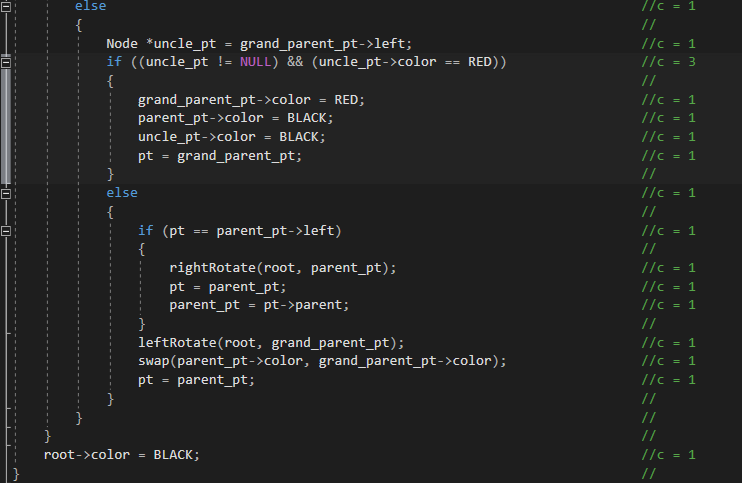 else //c = 1
{ //
Node *uncle_pt = grand_parent_pt->left; //c = 1
if ((uncle_pt != NULL) && (uncle_pt->color == RED)) //c = 3
{ //
grand_parent_pt->color = RED; //c = 1
parent_pt->color = BLACK; //c = 1
uncle_pt->color = BLACK; //c = 1
pt = grand_parent_pt; //c = 1
} //
else //c = 1
{ //
if (pt == parent_pt->left) //c = 1
{ //
rightRotate(root, parent_pt); //c = 1
pt = parent_pt; //c = 1
parent_pt = pt->parent; //c = 1
} //
leftRotate(root, grand_parent_pt); //c = 1
swap(parent_pt->color, grand_parent_pt->color); //c = 1
pt = parent_pt; //c = 1
} //
} //
} //
root->color = BLACK; //c = 1
} //